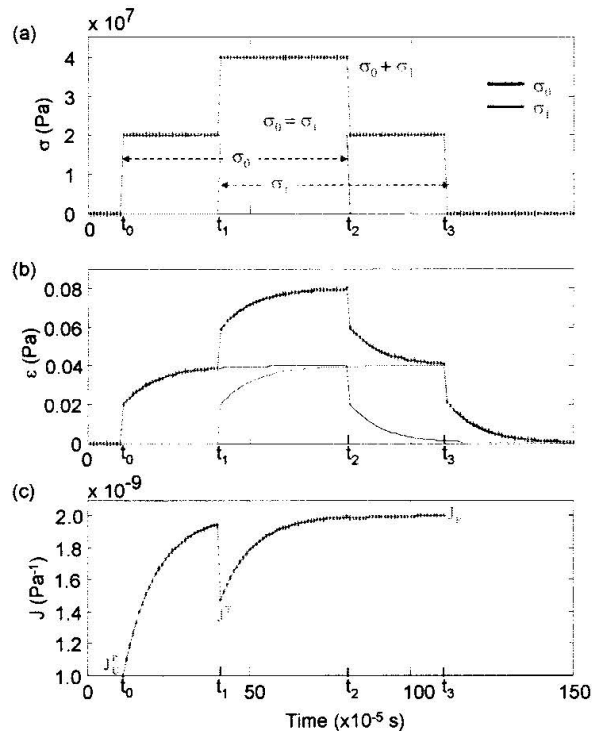 x 10⁷
(a)
4
3
2
1
0
σ (Pa)
σ₀ + σ₁
σ₀ = σ₁
σ₀
σ₁
σ₀
σ₁
0 t₀ t₁ t₂ t₃
(b)
0.08
0.06
0.04
0.02
0
ε (Pa)
0 t₀ t₁ t₂ t₃
(c)
x 10⁻⁹
2.0
1.8
1.6
1.4
1.2
1.0
J (Pa⁻¹)
0 t₀ t₁ 50 t₂ 100 t₃ 150
Time (x10⁻⁵ s)